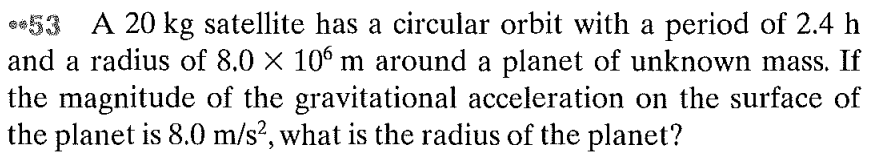 ••53 A 20 kg satellite has a circular orbit with a period of 2.4 h
and a radius of 8.0 × 10⁶ m around a planet of unknown mass. If
the magnitude of the gravitational acceleration on the surface of
the planet is 8.0 m/s², what is the radius of the planet?